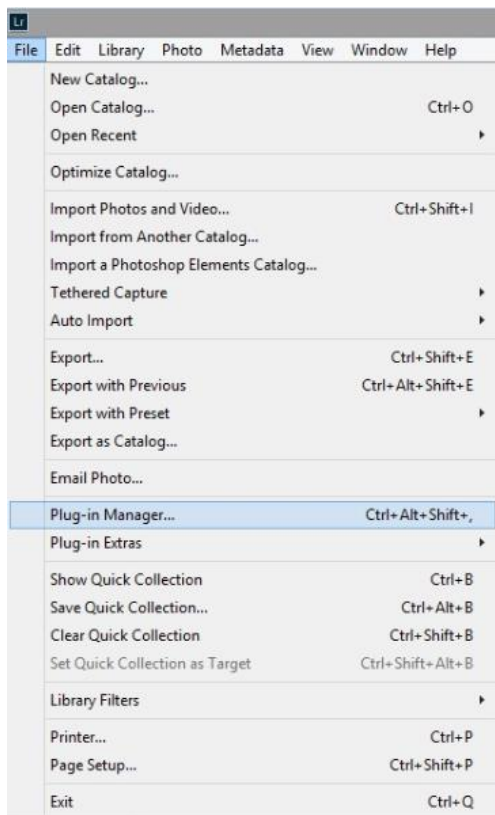 Lr
File Edit Library Photo Metadata View Window Help
New Catalog...
Open Catalog... Ctrl+O
Open Recent
Optimize Catalog...
Import Photos and Video... Ctrl+Shift+I
Import from Another Catalog...
Import a Photoshop Elements Catalog...
Tethered Capture
Auto Import
Export... Ctrl+Shift+E
Export with Previous Ctrl+Alt+Shift+E
Export with Preset
Export as Catalog...
Email Photo...
Plug-in Manager... Ctrl+Alt+Shift+,
Plug-in Extras
Show Quick Collection Ctrl+B
Save Quick Collection... Ctrl+Alt+B
Clear Quick Collection Ctrl+Shift+B
Set Quick Collection as Target Ctrl+Shift+Alt+B
Library Filters
Printer... Ctrl+P
Page Setup... Ctrl+Shift+P
Exit Ctrl+Q